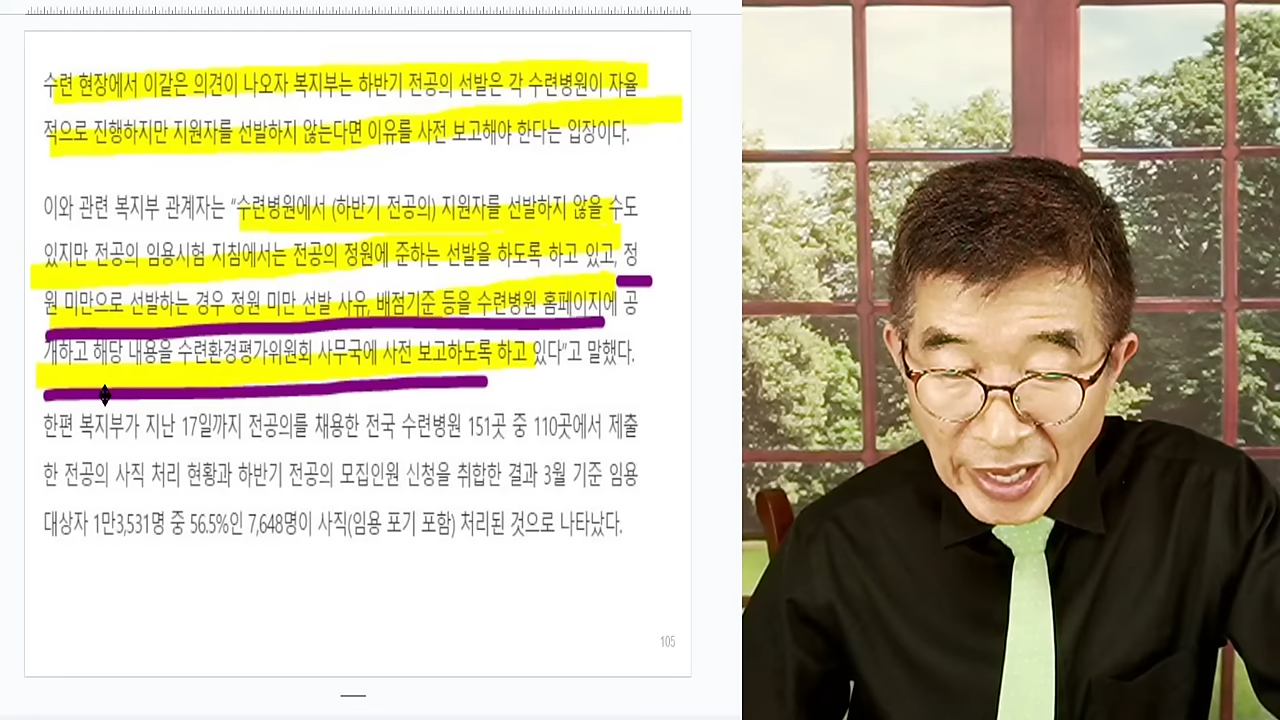 수련 현장에서 이같은 의견이 나오자 복지부는 하반기 전공의 선발은 각 수련병원이 자율
적으로 진행하지만 지원자를 선발하지 않는다면 이유를 사전 보고해야 한다는 입장이다.
이와 관련 복지부 관계자는 “수련병원에서 (하반기 전공의) 지원자를 선발하지 않을 수도
있지만 전공의 임용시험 지침에서는 전공의 정원에 준하는 선발을 하도록 하고 있고, 정
원 미만으로 선발하는 경우 정원 미만 선발 사유, 배점기준 등을 수련병원 홈페이지에 공
개하고 해당 내용을 수련환경평가위원회 사무국에 사전 보고하도록 하고 있다”고 말했다.
한편 복지부가 지난 17일까지 전공의를 채용한 전국 수련병원 151곳 중 110곳에서 제출
한 전공의 사직 처리 현황과 하반기 전공의 모집인원 신청을 취합한 결과 3월 기준 임용
대상자 1만3,531명 중 56.5%인 7,648명이 사직(임용 포기 포함) 처리된 것으로 나타났다.
105